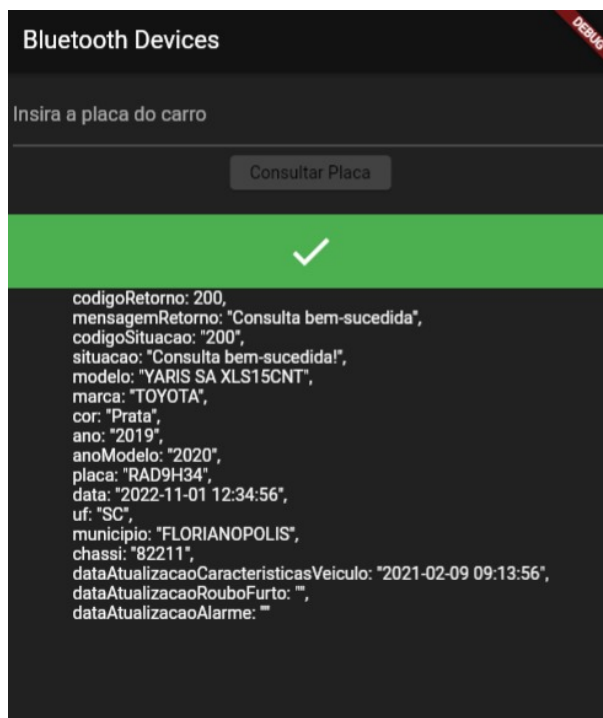 Bluetooth Devices
DEBUG
Insira a placa do carro
Consultar Placa
codigoRetorno: 200,
mensagemRetorno: "Consulta bem-sucedida",
codigoSituacao: "200",
situacao: "Consulta bem-sucedida!",
modelo: "YARIS SA XLS15CNT",
marca: "TOYOTA",
cor: "Prata",
ano: "2019",
anoModelo: "2020",
placa: "RAD9H34",
data: "2022-11-01 12:34:56",
uf: "SC",
municipio: "FLORIANOPOLIS",
chassi: "82211",
dataAtualizacaoCaracteristicasVeiculo: "2021-02-09 09:13:56",
dataAtualizacaoRouboFurto: "",
dataAtualizacaoAlarme: ""